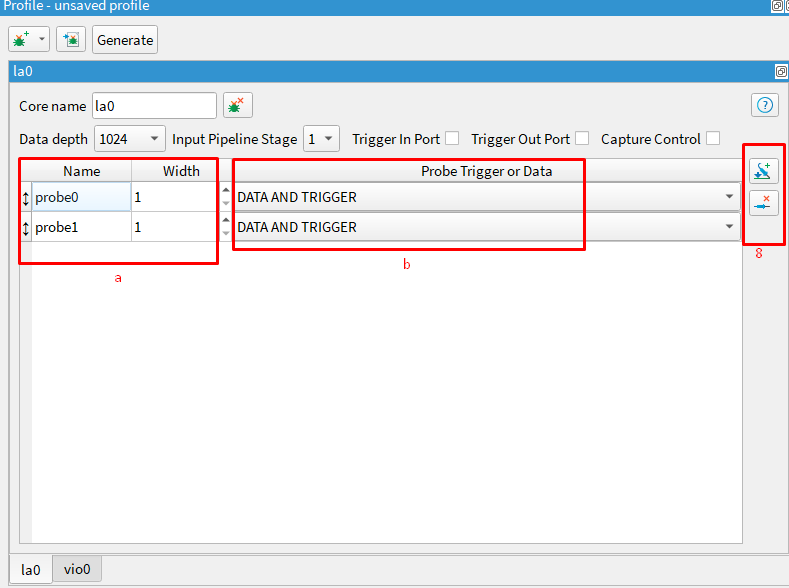 Profile - unsaved profile
Generate
la0
Core name la0
Data depth 1024 Input Pipeline Stage 1 Trigger In Port Trigger Out Port Capture Control
Name Width Probe Trigger or Data
probe0 1 DATA AND TRIGGER
probe1 1 DATA AND TRIGGER
8
b
a
la0 vio0